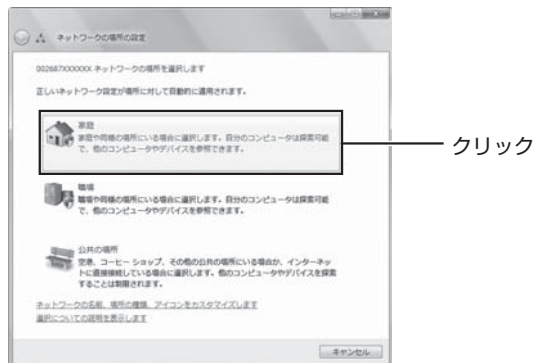 ネットワークの場所の設定
002687XXXXXX ネットワークの場所を選択します
正しいネットワーク設定が場所に対して自動的に適用されます。
家庭
家庭や同様の場所にいる場合に選択します。自分のコンピュータは探索可能
で、他のコンピュータやデバイスを参照できます。
クリック
職場
職場や同様の場所にいる場合に選択します。自分のコンピュータは探索可能
で、他のコンピュータやデバイスを参照できます。
公共の場所
空港、コーヒー ショップ、その他の公共の場所にいる場合か、インターネッ
トに直接接続している場合に選択します。他のコンピュータやデバイスを探索
することは制限されます。
ネットワークの名前、場所の種類、アイコンをカスタマイズします
選択についての説明を表示します
キャンセル